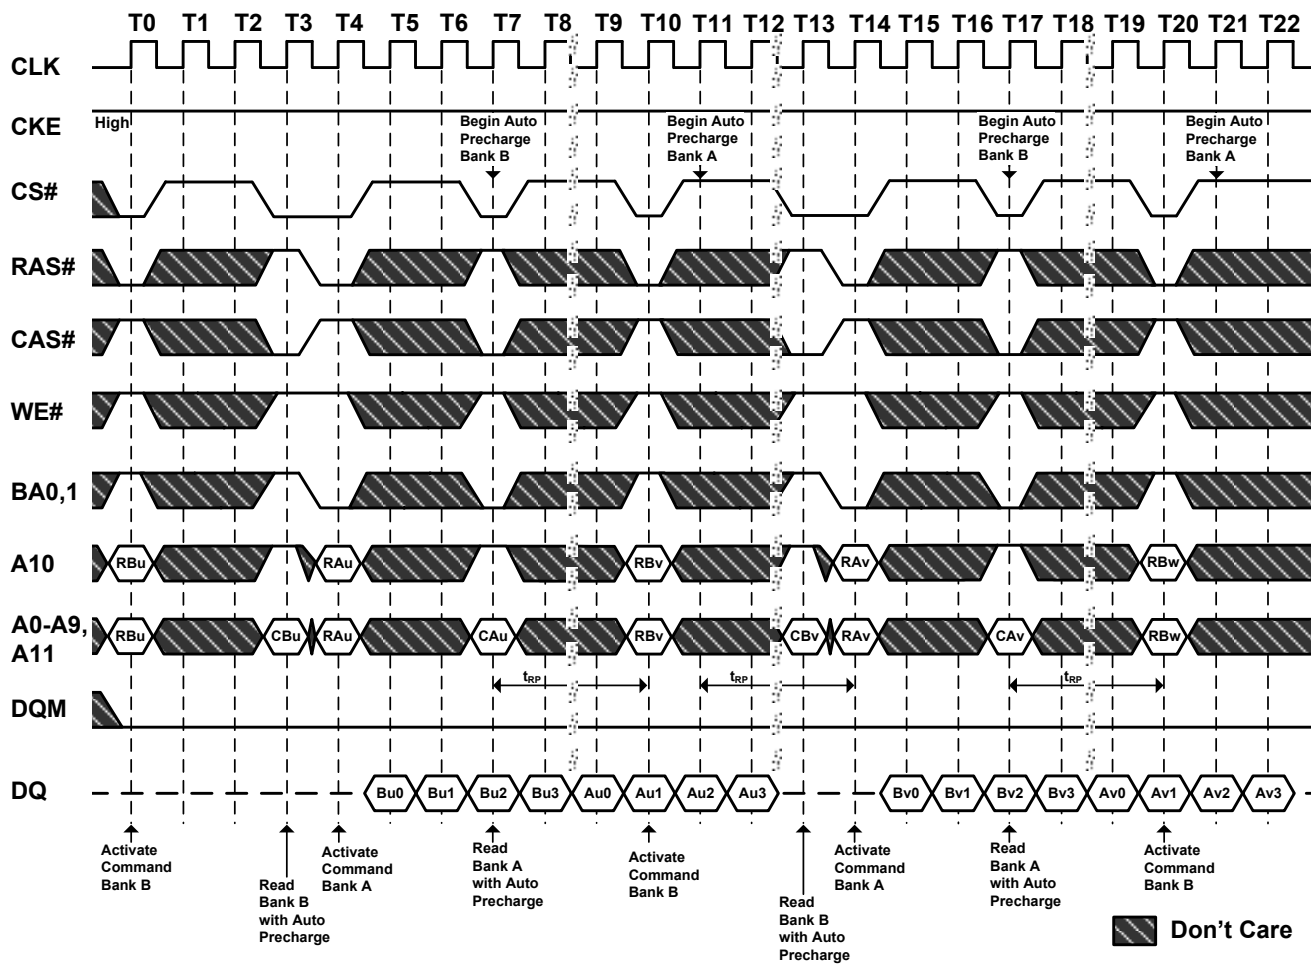 T0 T1 T2 T3 T4 T5 T6 T7 T8 T9 T10 T11 T12 T13 T14 T15 T16 T17 T18 T19 T20 T21 T22
CLK
CKE
High
Begin Auto
Precharge
Bank B
Begin Auto
Precharge
Bank A
Begin Auto
Precharge
Bank B
Begin Auto
Precharge
Bank A
CS#
RAS#
CAS#
WE#
BA0,1
A10
RBu RAu RBv RAv RBw
A0-A9,
A11
RBu CBu RAu CAu RBv CBv RAv CAv RBw
tRP tRP tRP
DQM
DQ
Bu0 Bu1 Bu2 Bu3 Au0 Au1 Au2 Au3 Bv0 Bv1 Bv2 Bv3 Av0 Av1 Av2 Av3
Activate
Command
Bank B
Read
Bank B
with Auto
Precharge
Activate
Command
Bank A
Read
Bank A
with Auto
Precharge
Activate
Command
Bank B
Read
Bank B
with Auto
Precharge
Activate
Command
Bank A
Read
Bank A
with Auto
Precharge
Activate
Command
Bank B
Don't Care